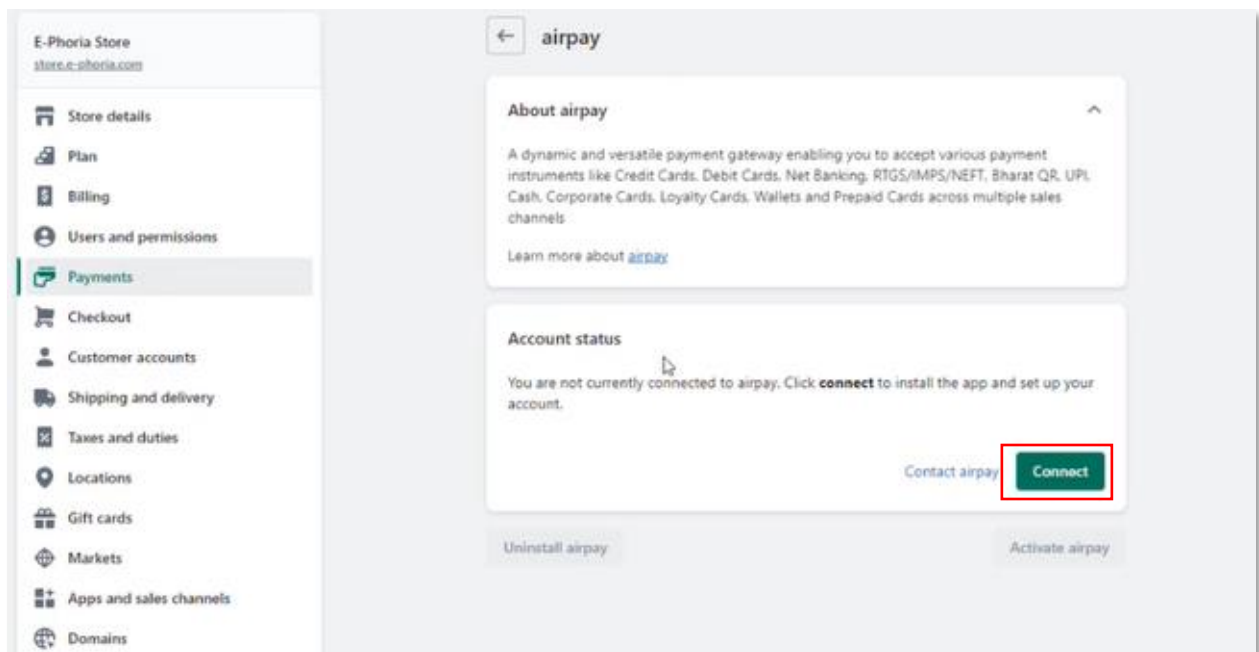 E-Phoria Store
store.e-phoria.com
Store details
Plan
Billing
Users and permissions
Payments
Checkout
Customer accounts
Shipping and delivery
Taxes and duties
Locations
Gift cards
Markets
Apps and sales channels
Domains
airpay
About airpay
A dynamic and versatile payment gateway enabling you to accept various payment
instruments like Credit Cards, Debit Cards, Net Banking, RTGS/IMPS/NEFT, Bharat QR, UPI,
Cash, Corporate Cards, Loyalty Cards, Wallets and Prepaid Cards across multiple sales
channels
Learn more about airpay
Account status
You are not currently connected to airpay. Click connect to install the app and set up your
account.
Contact airpay
Connect
Uninstall airpay
Activate airpay